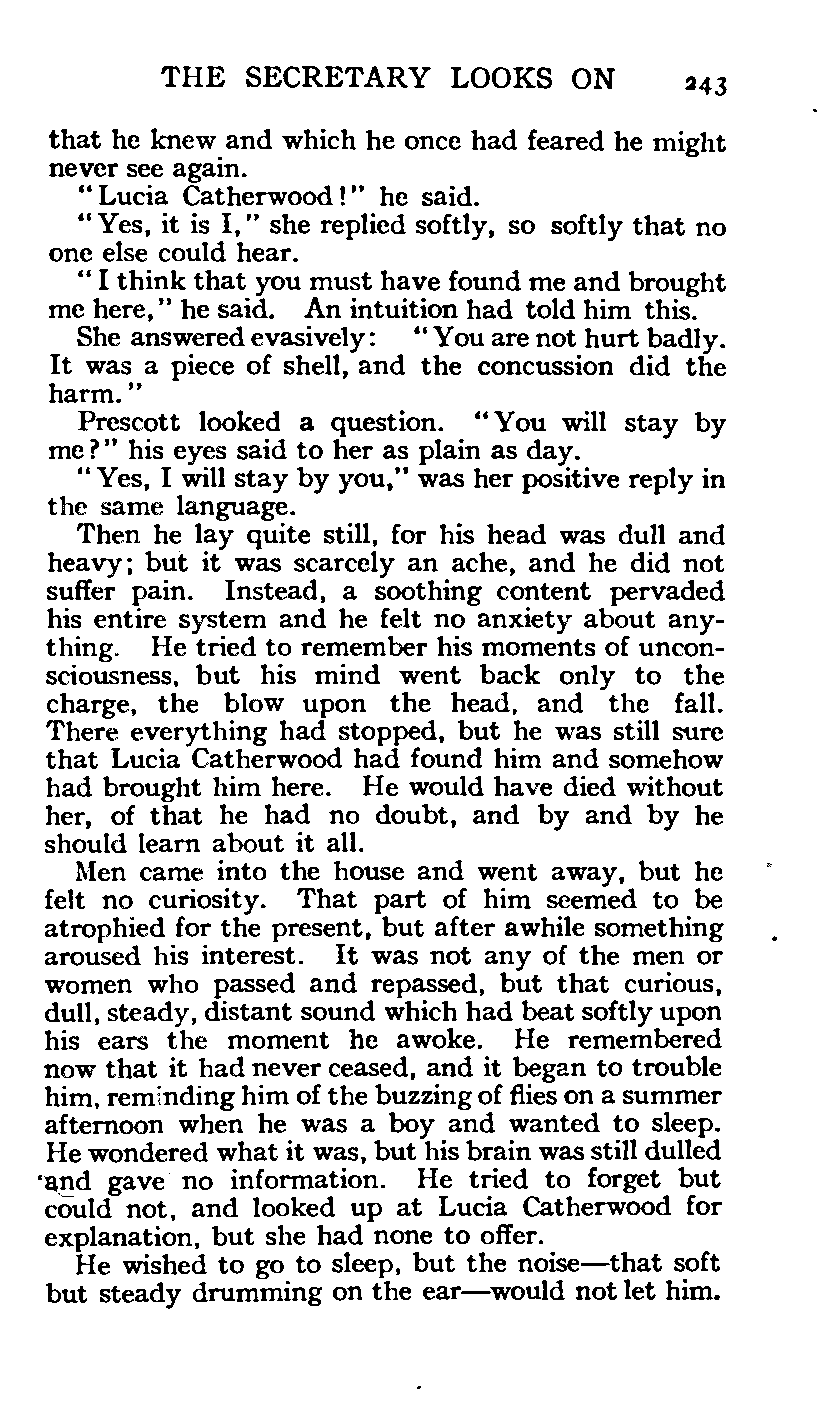 THE SECRETARY LOOKS ON 243
that he knew and which he once had feared he might
never see again.
"Lucia Catherwood!" he said.
"Yes, it is I," she replied softly, so softly that no
one else could hear.
"I think that you must have found me and brought
me here," he said. An intuition had told him this.
She answered evasively: "You are not hurt badly.
It was a piece of shell, and the concussion did the
harm."
Prescott looked a question. "You will stay by
me?" his eyes said to her as plain as day.
"Yes, I will stay by you," was her positive reply in
the same language.
Then he lay quite still, for his head was dull and
heavy; but it was scarcely an ache, and he did not
suffer pain. Instead, a soothing content pervaded
his entire system and he felt no anxiety about any-
thing. He tried to remember his moments of uncon-
sciousness, but his mind went back only to the
charge, the blow upon the head, and the fall.
There everything had stopped, but he was still sure
that Lucia Catherwood had found him and somehow
had brought him here. He would have died without
her, of that he had no doubt, and by and by he
should learn about it all.
Men came into the house and went away, but he
felt no curiosity. That part of him seemed to be
atrophied for the present, but after awhile something
aroused his interest. It was not any of the men or
women who passed and repassed, but that curious,
dull, steady, distant sound which had beat softly upon
his ears the moment he awoke. He remembered
now that it had never ceased, and it began to trouble
him, reminding him of the buzzing of flies on a summer
afternoon when he was a boy and wanted to sleep.
He wondered what it was, but his brain was still dulled
and gave no information. He tried to forget but
could not, and looked up at Lucia Catherwood for
explanation, but she had none to offer.
He wished to go to sleep, but the noise—that soft
but steady drumming on the ear—would not let him.